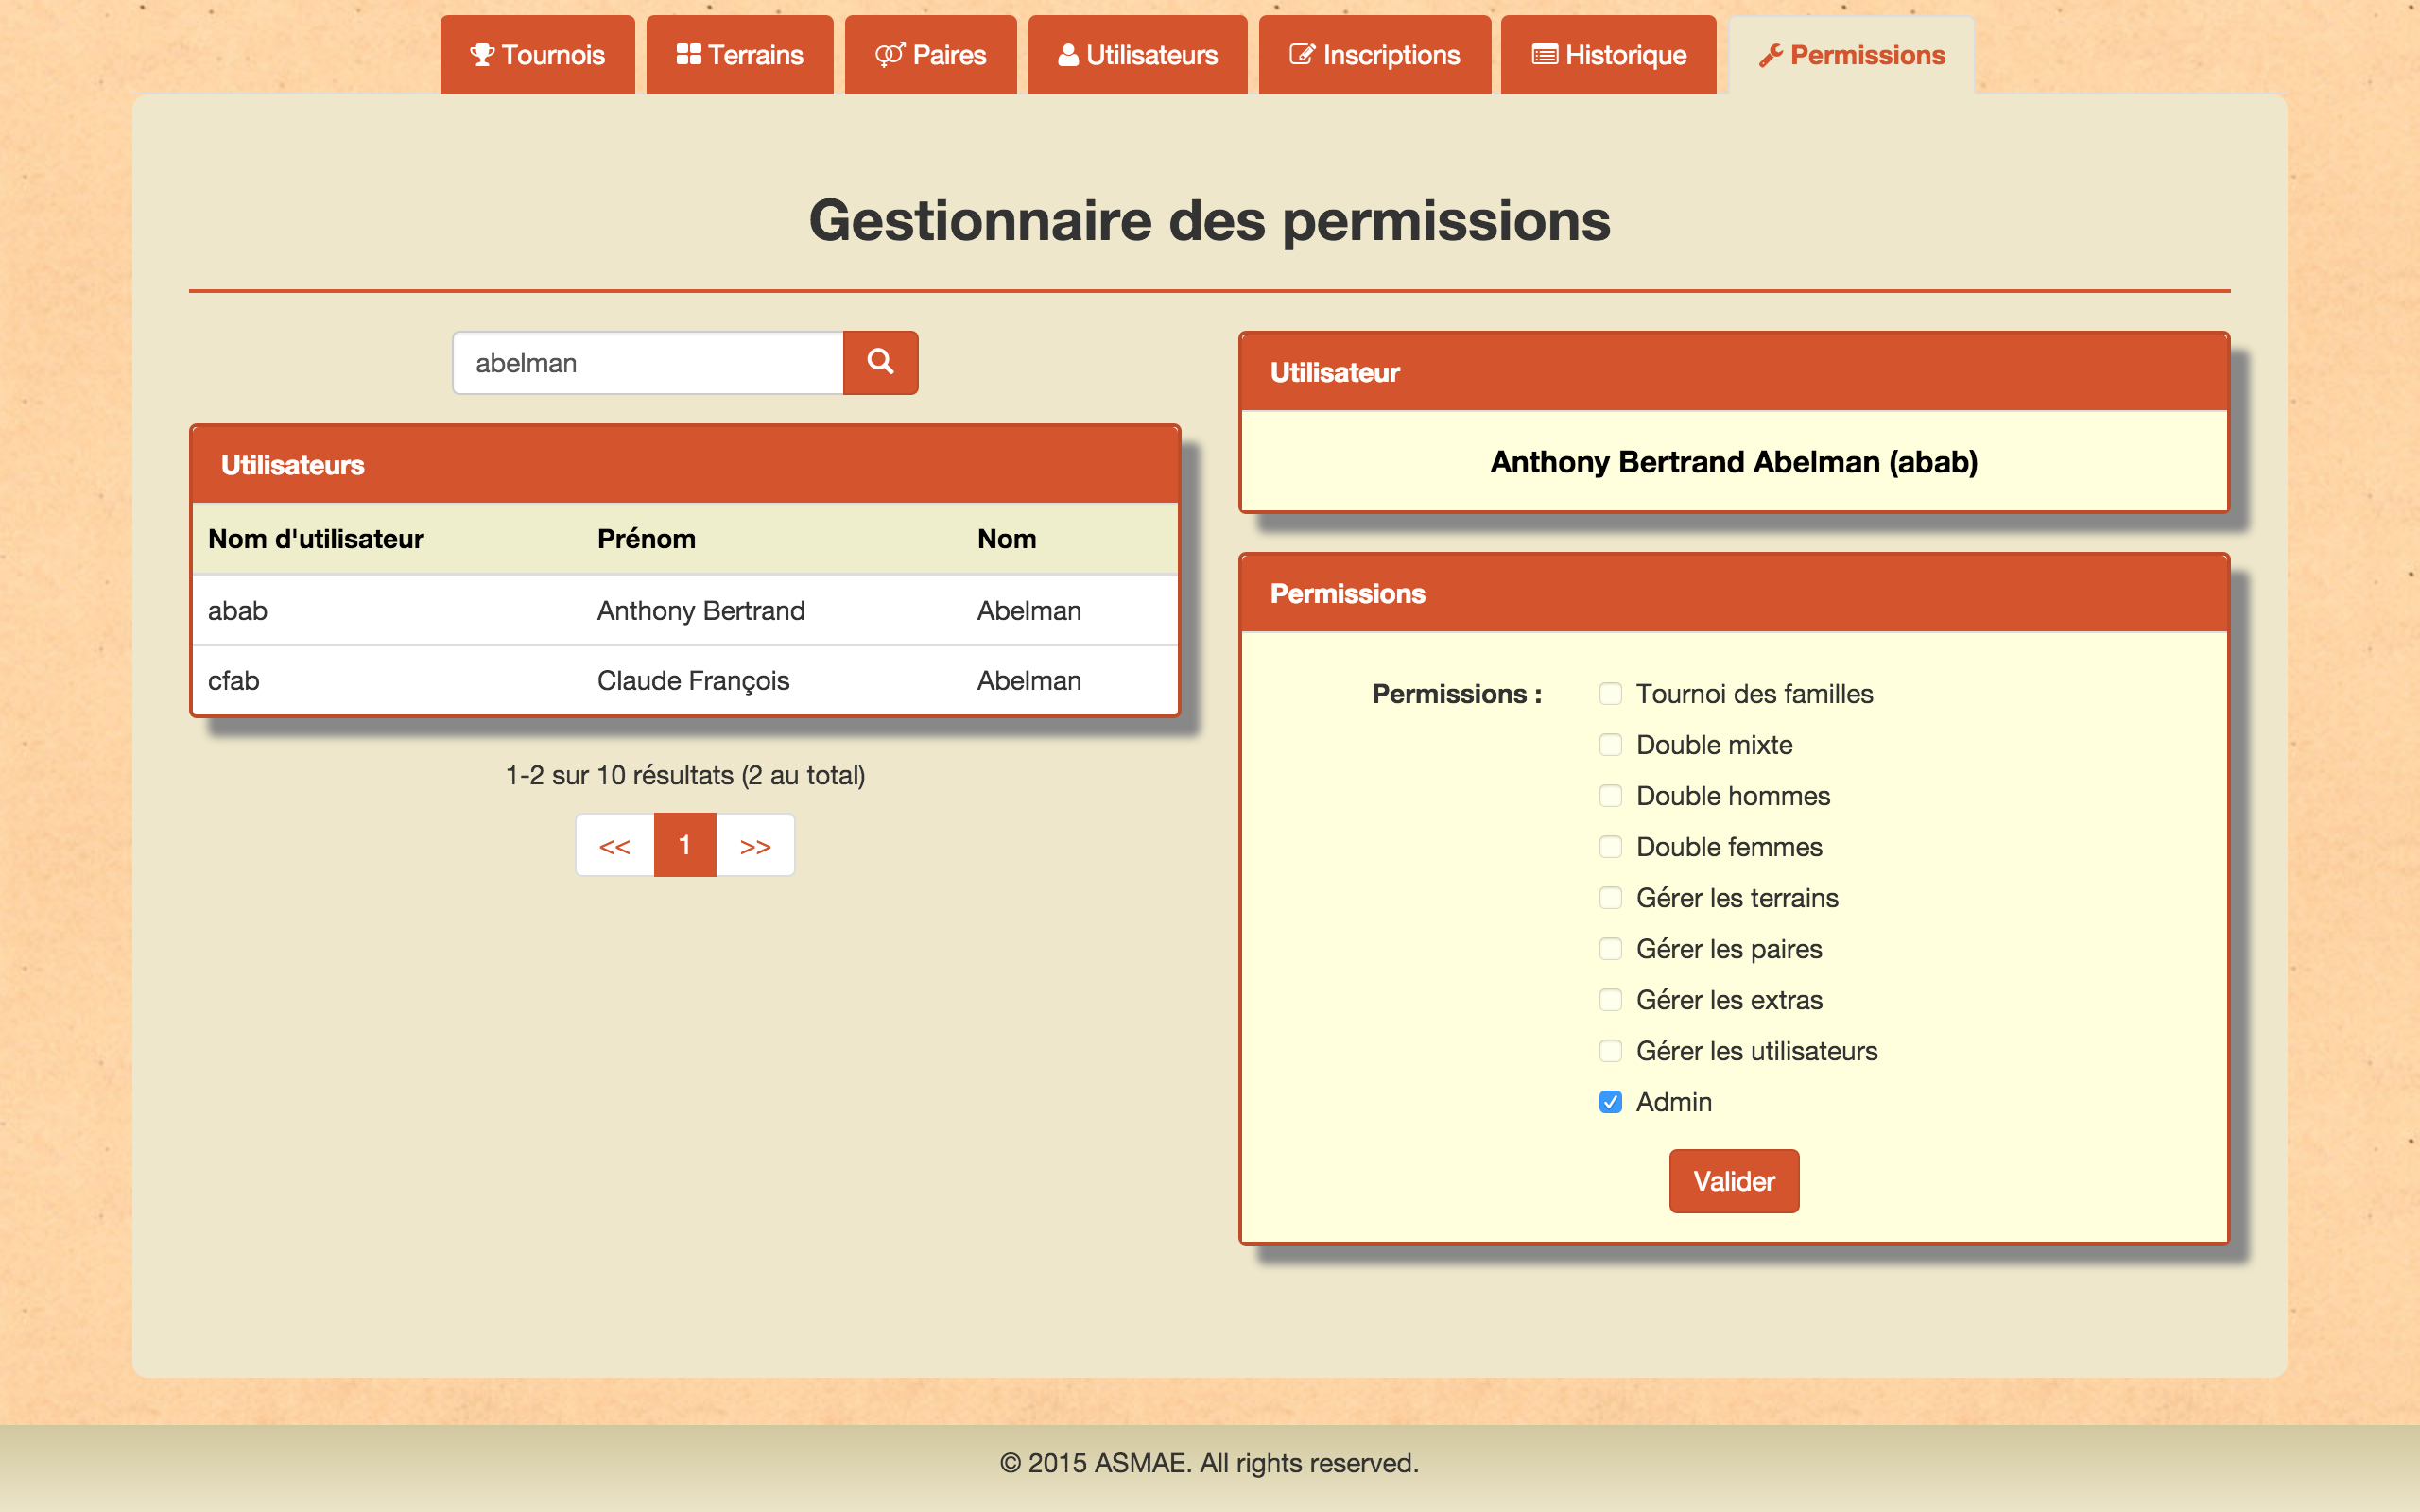 Tournois Terrains Paires Utilisateurs Inscriptions Historique Permissions
Gestionnaire des permissions
abelman
Utilisateurs
Nom d'utilisateur Prénom Nom
abab Anthony Bertrand Abelman
cfab Claude François Abelman
1-2 sur 10 résultats (2 au total)
<< 1 >>
Utilisateur
Anthony Bertrand Abelman (abab)
Permissions
Permissions : Tournoi des familles
Double mixte
Double hommes
Double femmes
Gérer les terrains
Gérer les paires
Gérer les extras
Gérer les utilisateurs
Admin
Valider
© 2015 ASMAE. All rights reserved.